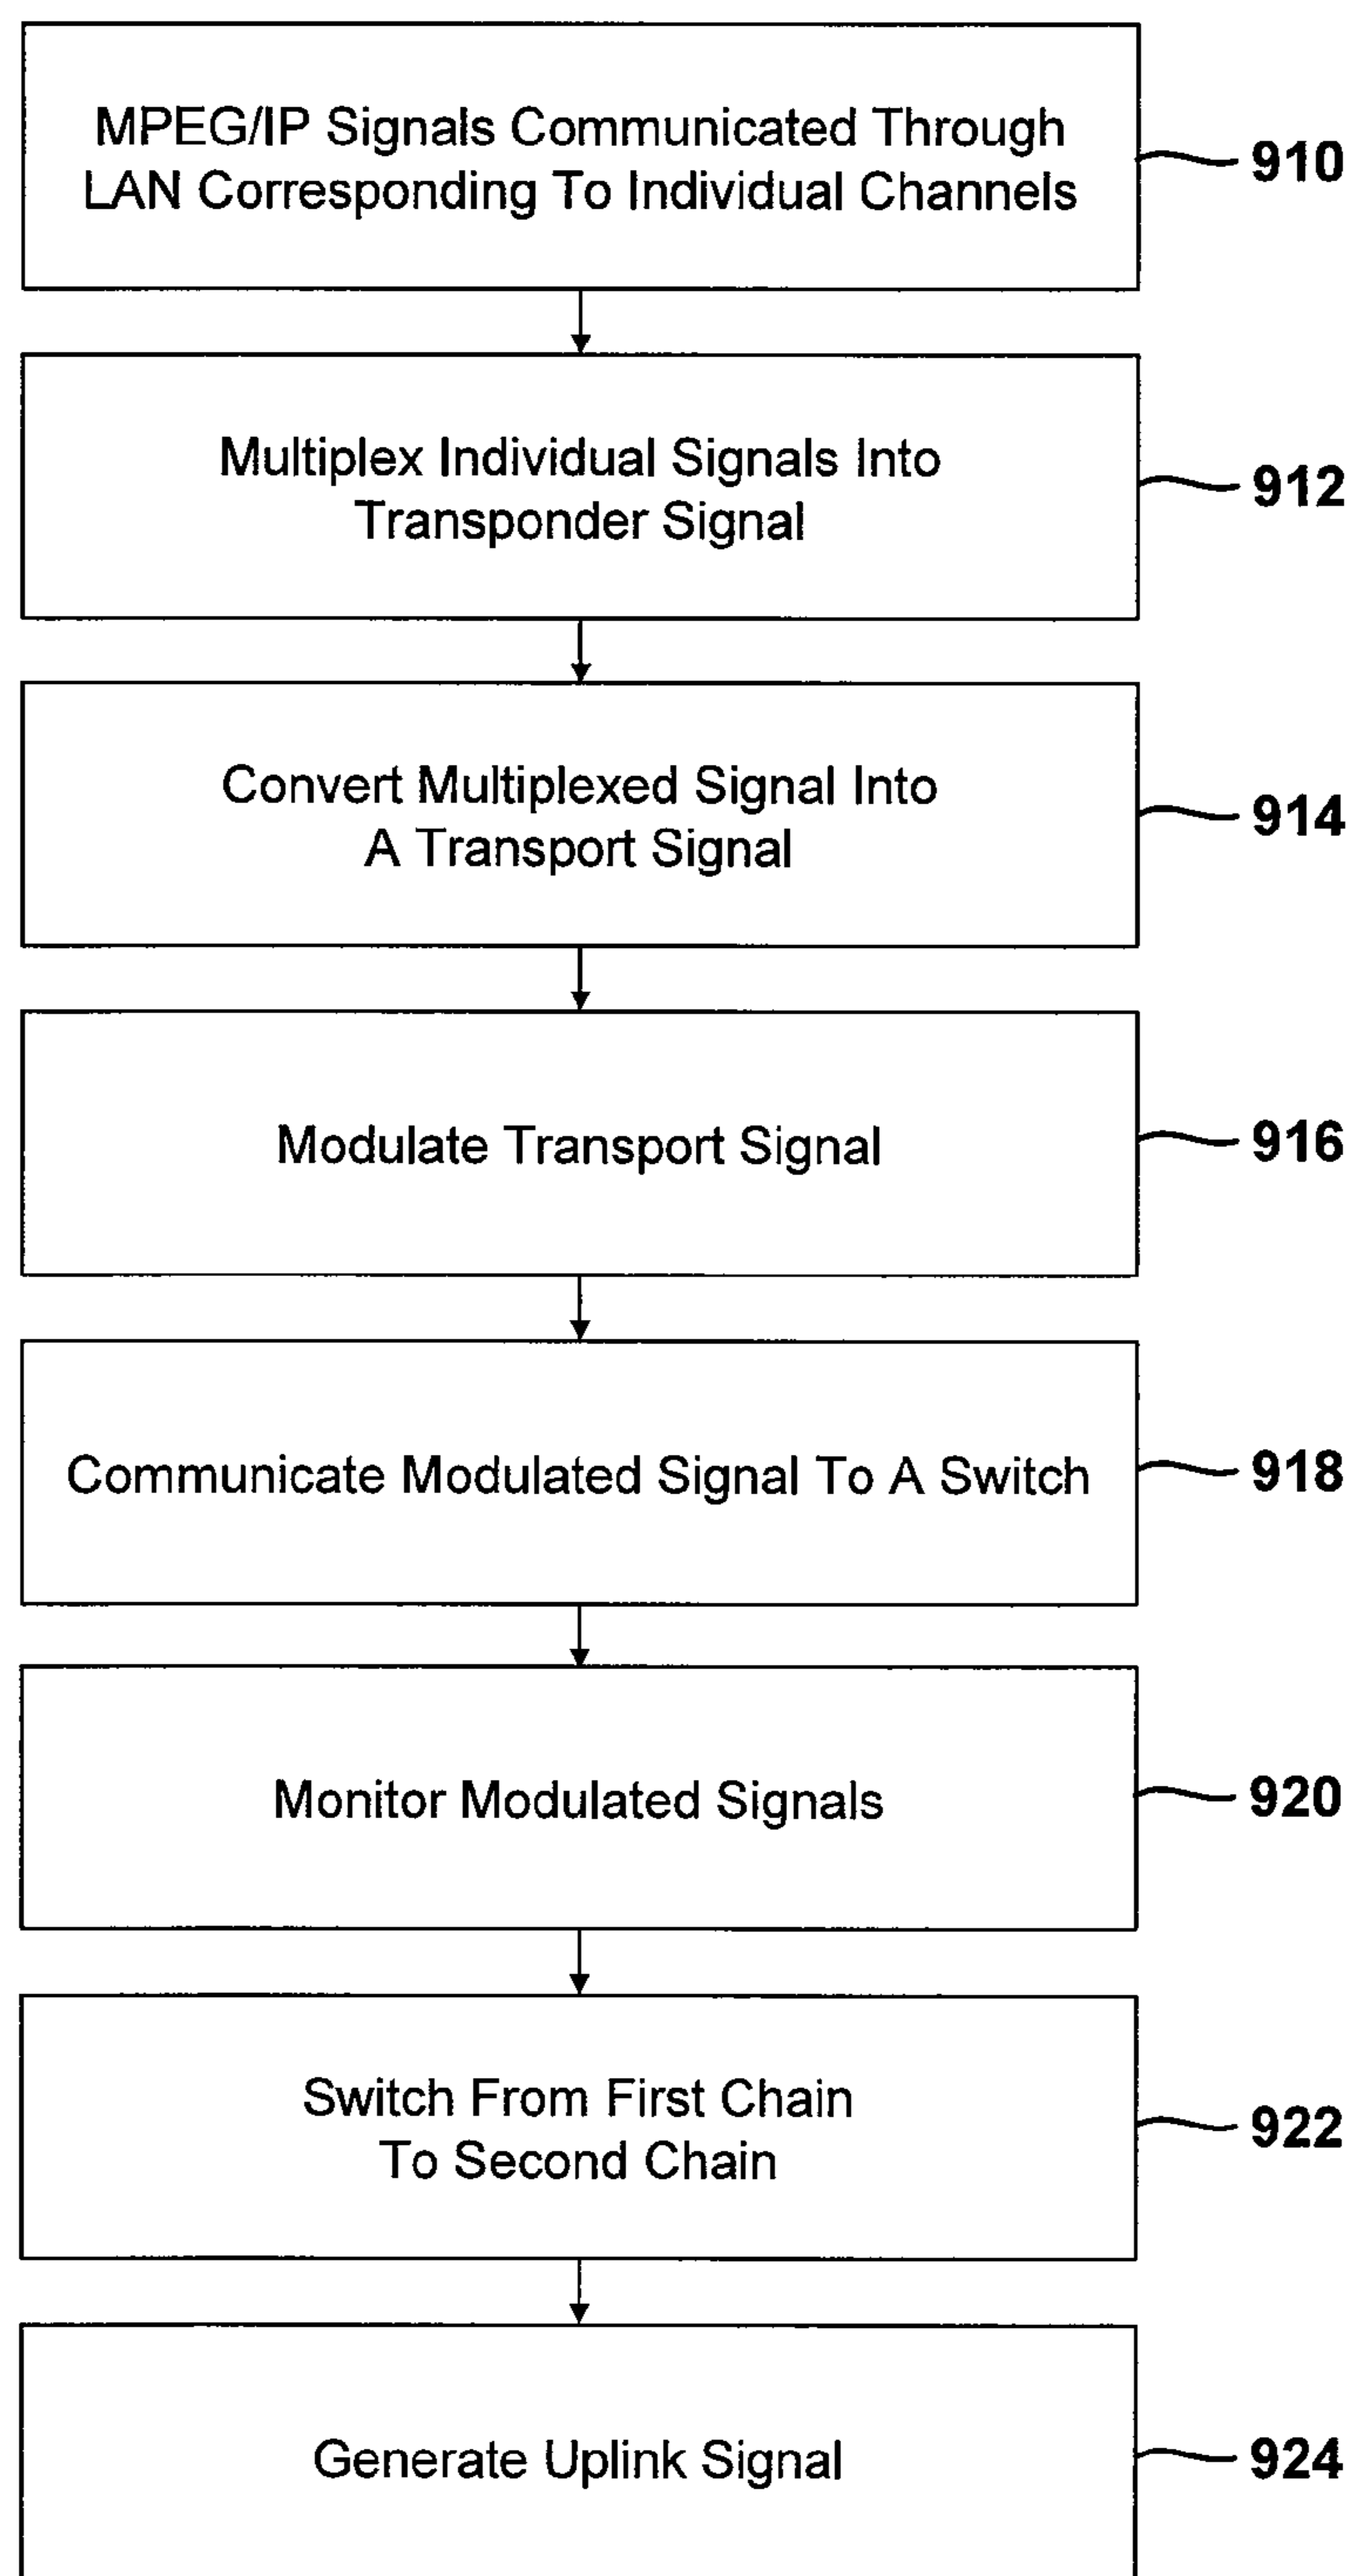 MPEG/IP Signals Communicated Through
LAN Corresponding To Individual Channels
910
Multiplex Individual Signals Into
Transponder Signal
912
Convert Multiplexed Signal Into
A Transport Signal
914
Modulate Transport Signal
916
Communicate Modulated Signal To A Switch
918
Monitor Modulated Signals
920
Switch From First Chain
To Second Chain
922
Generate Uplink Signal
924